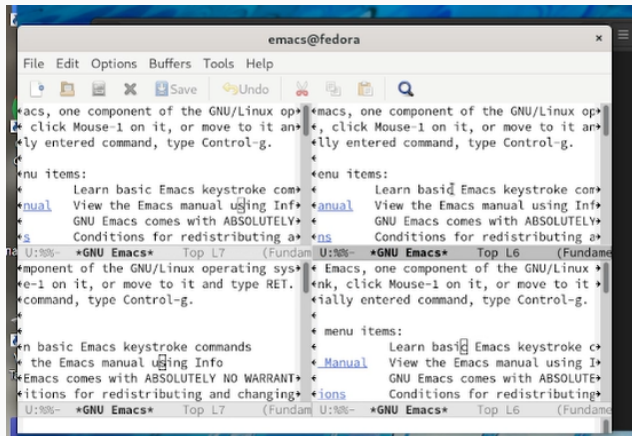 emacs@fedora
File Edit Options Buffers Tools Help
Save Undo
acs, one component of the GNU/Linux op
click Mouse-1 on it, or move to it an
ly entered command, type Control-g.
nu items:
Learn basic Emacs keystroke com
nual View the Emacs manual using Inf
GNU Emacs comes with ABSOLUTELY
s Conditions for redistributing a
U:%%- *GNU Emacs* Top L7 (Fundam
macs, one component of the GNU/Linux op
, click Mouse-1 on it, or move to it an
lly entered command, type Control-g.
enu items:
Learn basic Emacs keystroke com
anual View the Emacs manual using Inf
GNU Emacs comes with ABSOLUTELY
ns Conditions for redistributing a
U:%%- *GNU Emacs* Top L6 (Fundame
mponent of the GNU/Linux operating sys
e-1 on it, or move to it and type RET.
command, type Control-g.
n basic Emacs keystroke commands
the Emacs manual using Info
Emacs comes with ABSOLUTELY NO WARRANT
itions for redistributing and changing
U:%%- *GNU Emacs* Top L7 (Fundam
Emacs, one component of the GNU/Linux
nk, click Mouse-1 on it, or move to it
ially entered command, type Control-g.
menu items:
Learn basic Emacs keystroke c
Manual View the Emacs manual using I
GNU Emacs comes with ABSOLUTE
ions Conditions for redistributing
U:%%- *GNU Emacs* Top L6 (Fundame